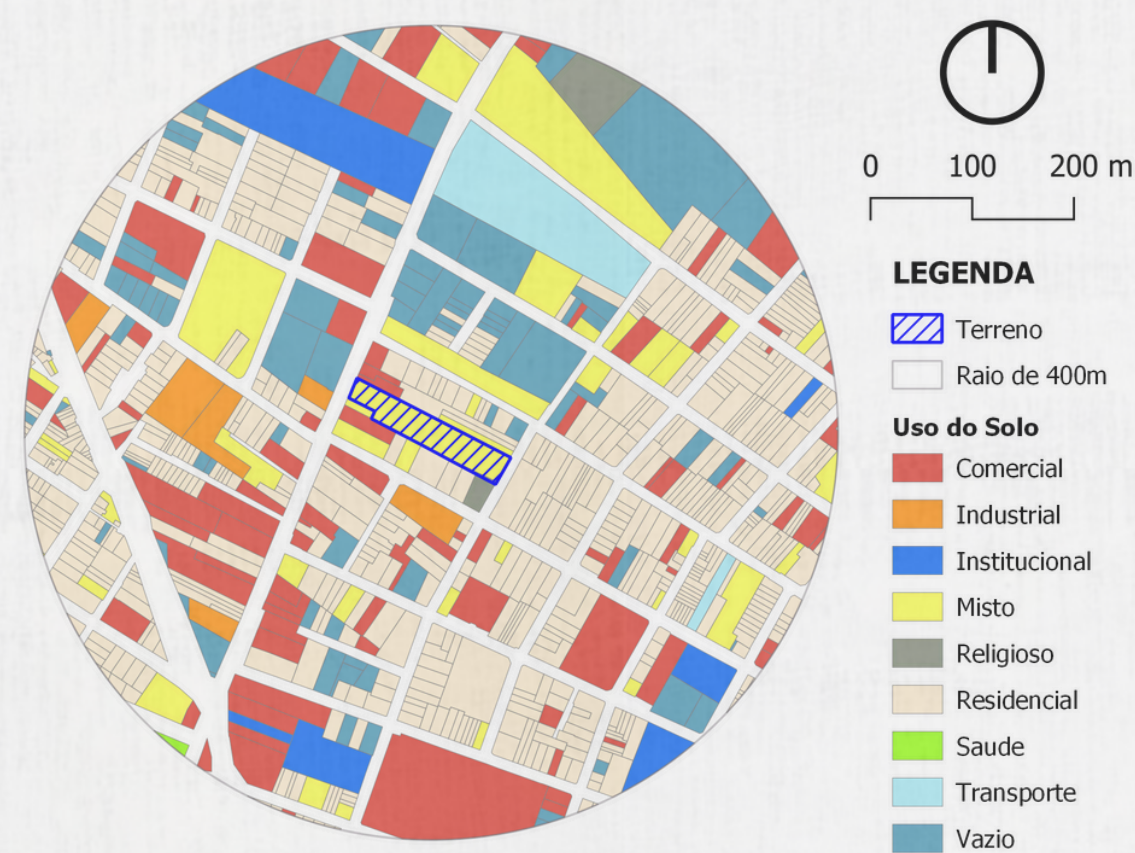 0 100 200 m
LEGENDA
Terreno
Raio de 400m
Uso do Solo
Comercial
Industrial
Institucional
Misto
Religioso
Residencial
Saude
Transporte
Vazio